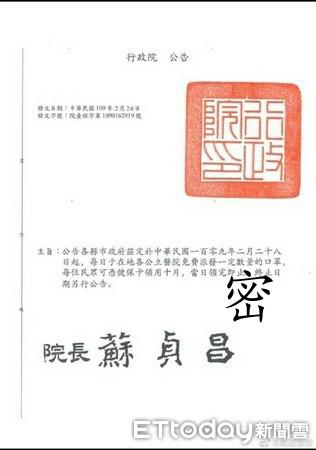 行政院　公告
行政院印
發文日期：中華民國109年2月26日
發文字號：院臺經字第1090162919號
主旨：公告各縣市政府茲定於中華民國一百零九年二月二十八
日起，每日于在地各公立醫院免費派發一定數量的口罩，
每位民眾可憑健保卡領用十片，當日領完即止，終止日
期另行公告。
密
院長 蘇貞昌
ETtoday新聞雲